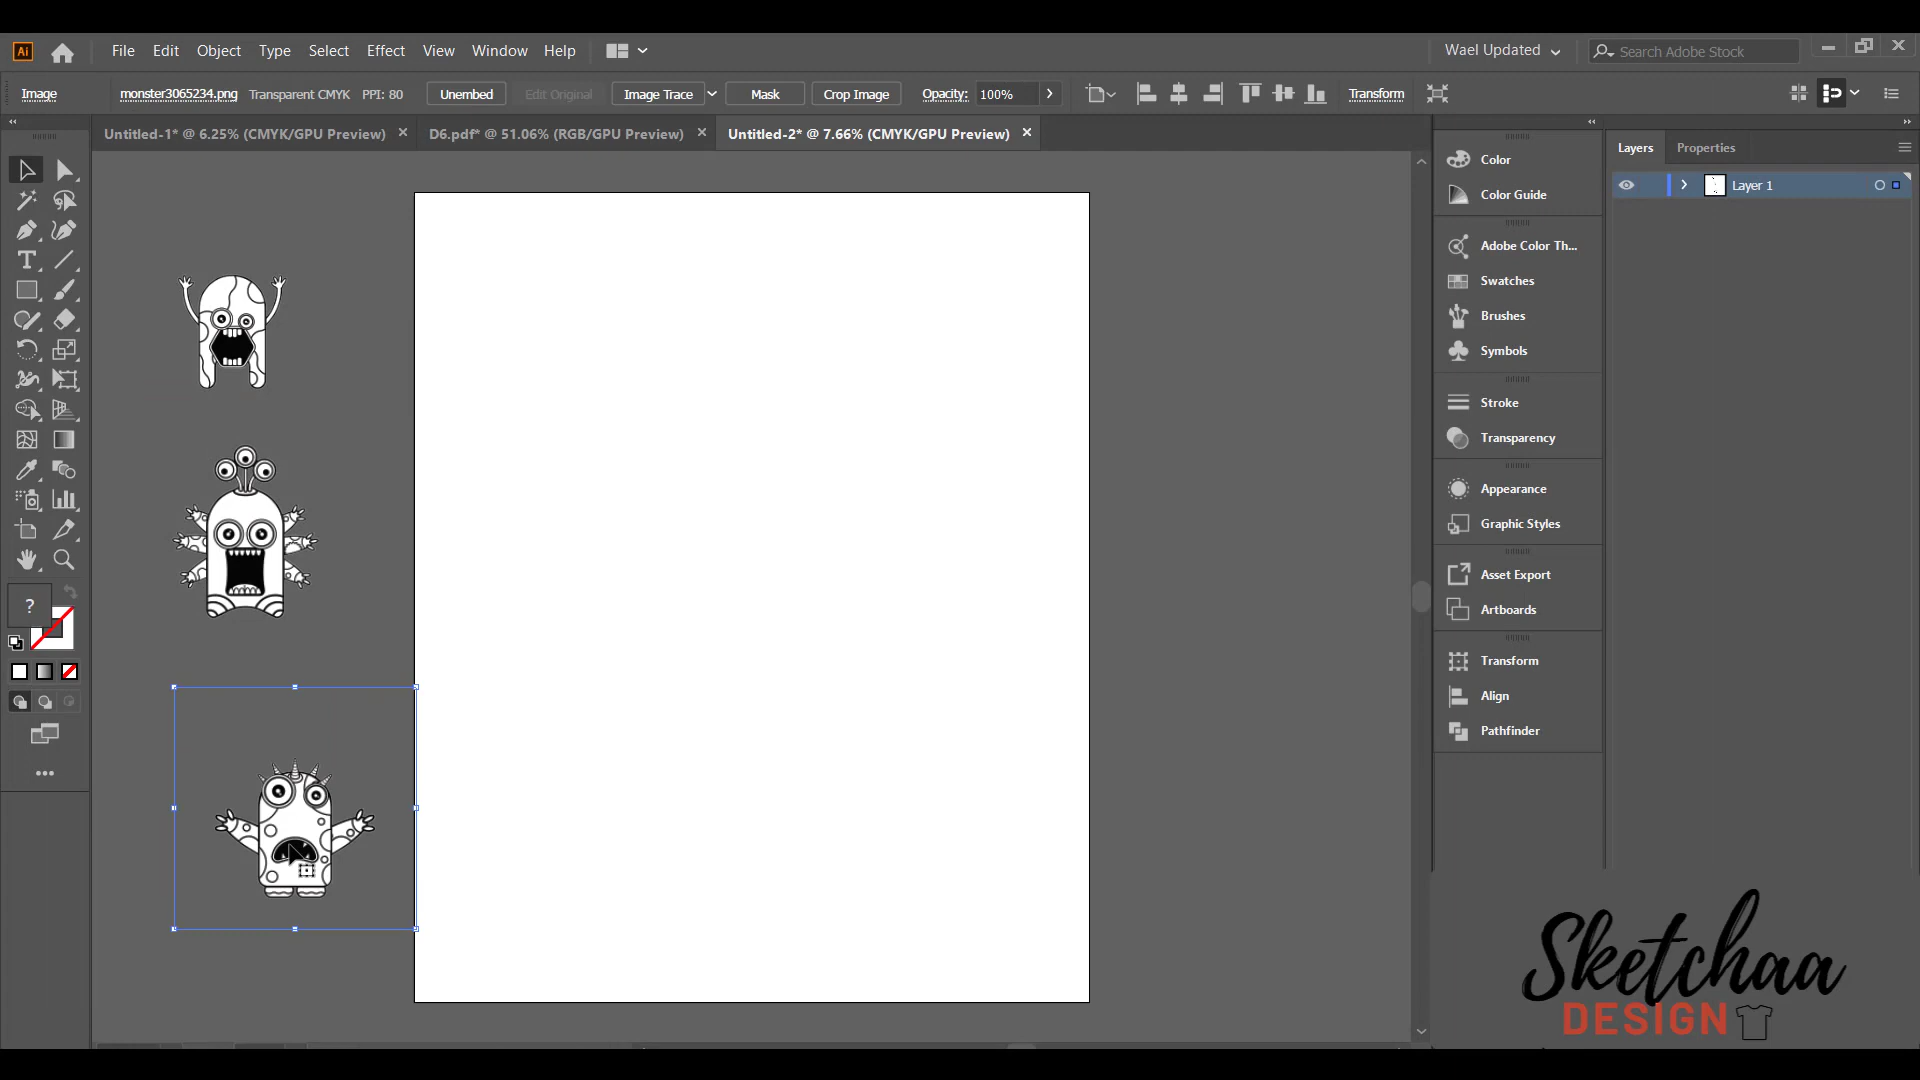 Ai File Edit Object Type Select Effect View Window Help Wael Updated Search Adobe Stock
Image monster3065234.png Transparent CMYK PPI: 80 Unembed Edit Original Image Trace Mask Crop Image Opacity: 100% Transform
Untitled-1* @ 6.25% (CMYK/GPU Preview) D6.pdf* @ 51.06% (RGB/GPU Preview) Untitled-2* @ 7.66% (CMYK/GPU Preview)
Layers Properties
Color
Layer 1
Color Guide
Adobe Color Th...
Swatches
Brushes
Symbols
Stroke
Transparency
Appearance
Graphic Styles
Asset Export
Artboards
?
Transform
Align
Pathfinder
Sketchaa
DESIGN